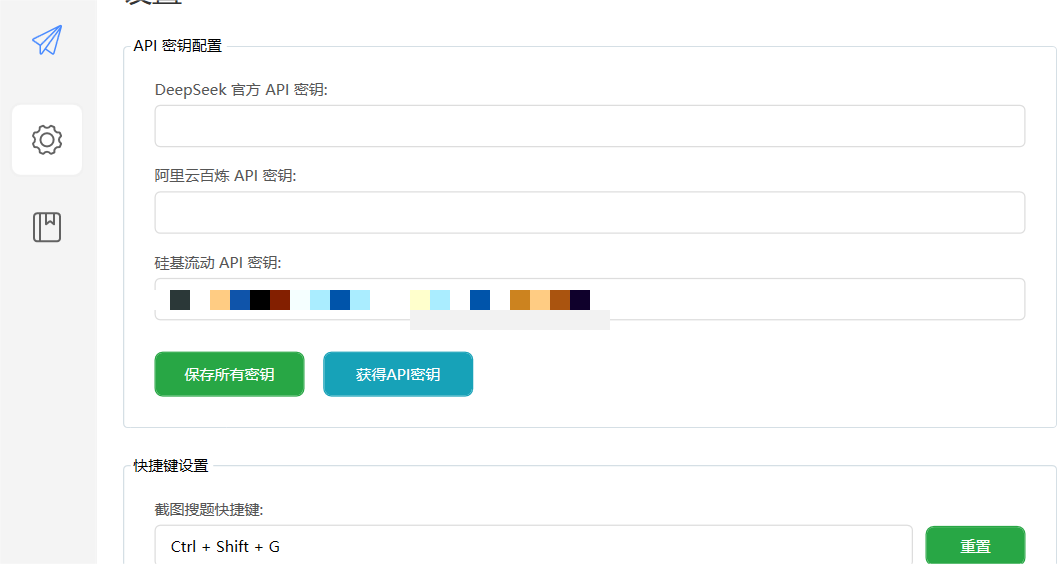 API 密钥配置
DeepSeek 官方 API 密钥:
阿里云百炼 API 密钥:
硅基流动 API 密钥:
保存所有密钥
获得API密钥
快捷键设置
截图搜题快捷键:
Ctrl + Shift + G
重置